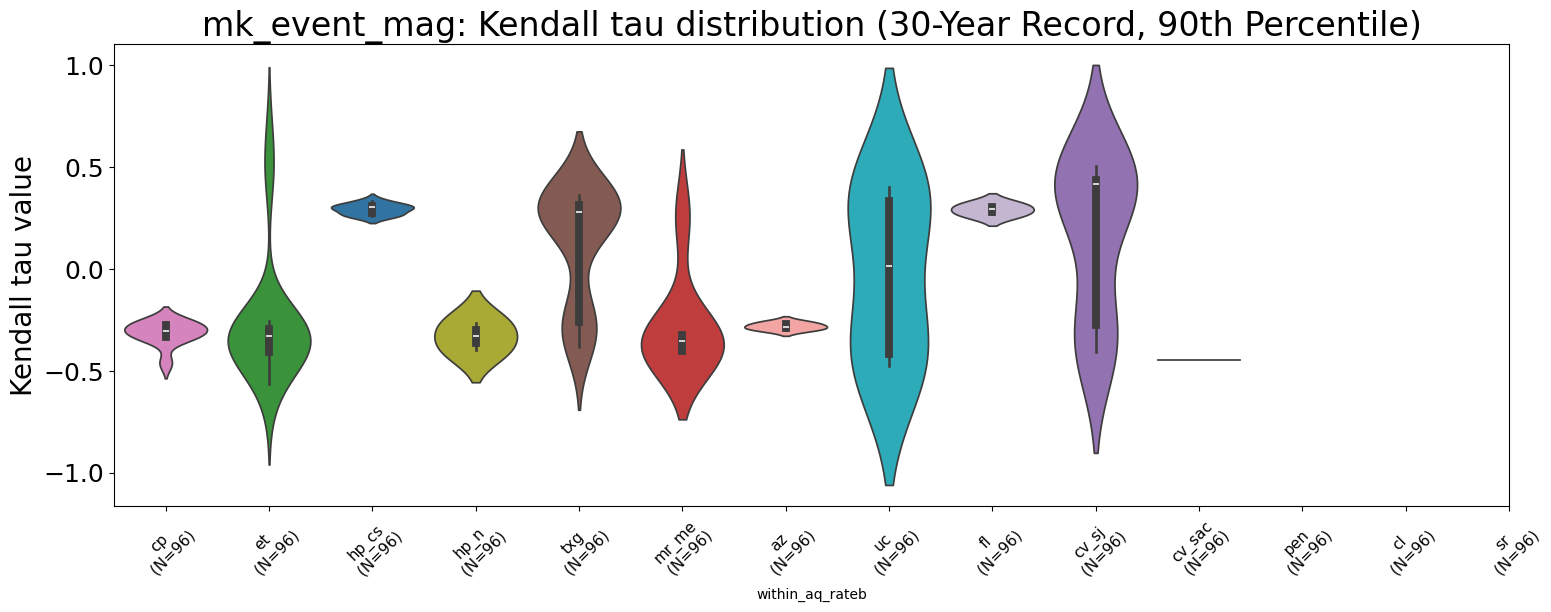 mk_event_mag: Kendall tau distribution (30-Year Record, 90th Percentile)
Kendall tau value
1.0
0.5
0.0
−0.5
−1.0
cp
(N=96)
et
(N=96)
hp_cs
(N=96)
hp_n
(N=96)
txg
(N=96)
mr_me
(N=96)
az
(N=96)
uc
(N=96)
fl
(N=96)
cv_sj
(N=96)
cv_sac
(N=96)
pen
(N=96)
cl
(N=96)
sr
(N=96)
within_aq_rateb